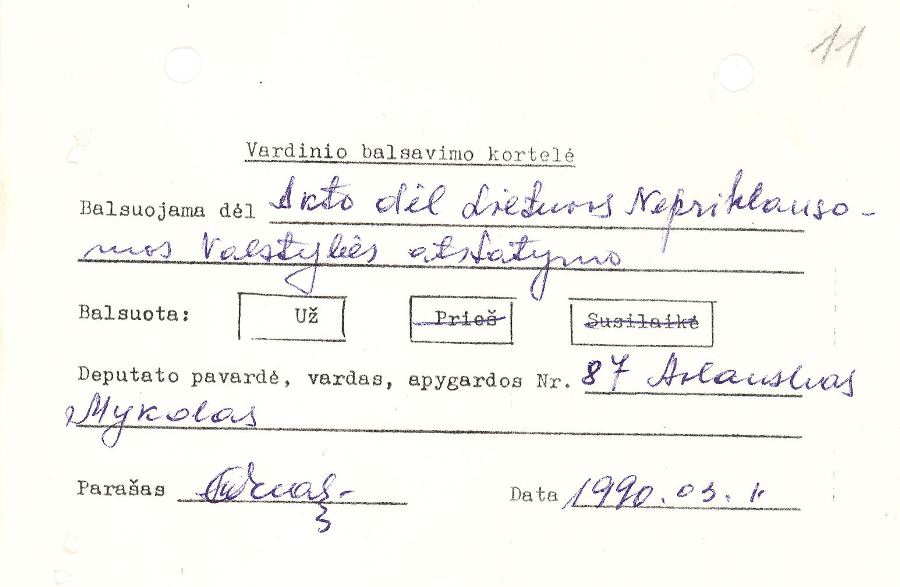 11
Vardinio balsavimo kortelė
Balsuojama dėl Akto dėl Lietuvos Nepriklauso-
mos Valstybės atstatymo
Balsuota: Už Prieš Susilaikė
Deputato pavardė, vardas, apygardos Nr. 87 Arlauskas
Mykolas
Parašas
Data 1990.03.